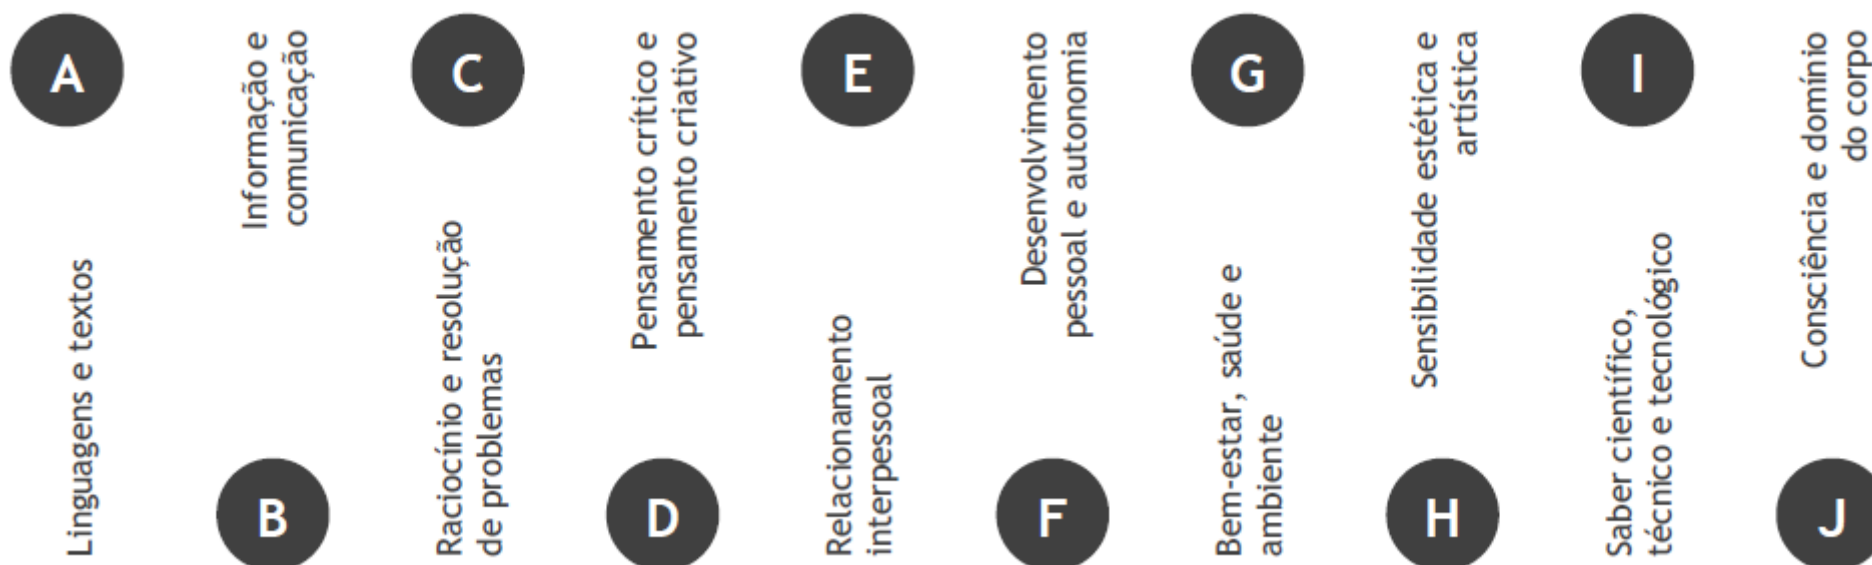 A
Linguagens e textos
B
Informação e
comunicação
C
Raciocínio e resolução
de problemas
D
Pensamento crítico e
pensamento criativo
E
Relacionamento
interpessoal
F
Desenvolvimento
pessoal e autonomia
G
Bem-estar, saúde e
ambiente
H
Sensibilidade estética e
artística
I
Saber científico,
técnico e tecnológico
J
Consciência e domínio
do corpo